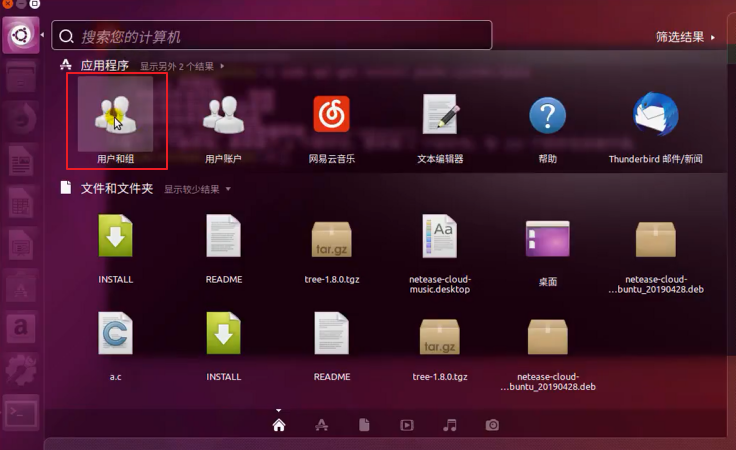 搜索您的计算机
筛选结果
应用程序 显示另外 2 个结果
用户和组
用户账户
网易云音乐
文本编辑器
帮助
Thunderbird 邮件/新闻
文件和文件夹 显示较少结果
INSTALL
README
tar.gz
tree-1.8.0.tgz
Aa
netease-cloud-
music.desktop
桌面
netease-cloud-
...buntu_20190428.deb
C
a.c
INSTALL
README
tar.gz
tree-1.8.0.tgz
netease-cloud-
...buntu_20190428.deb